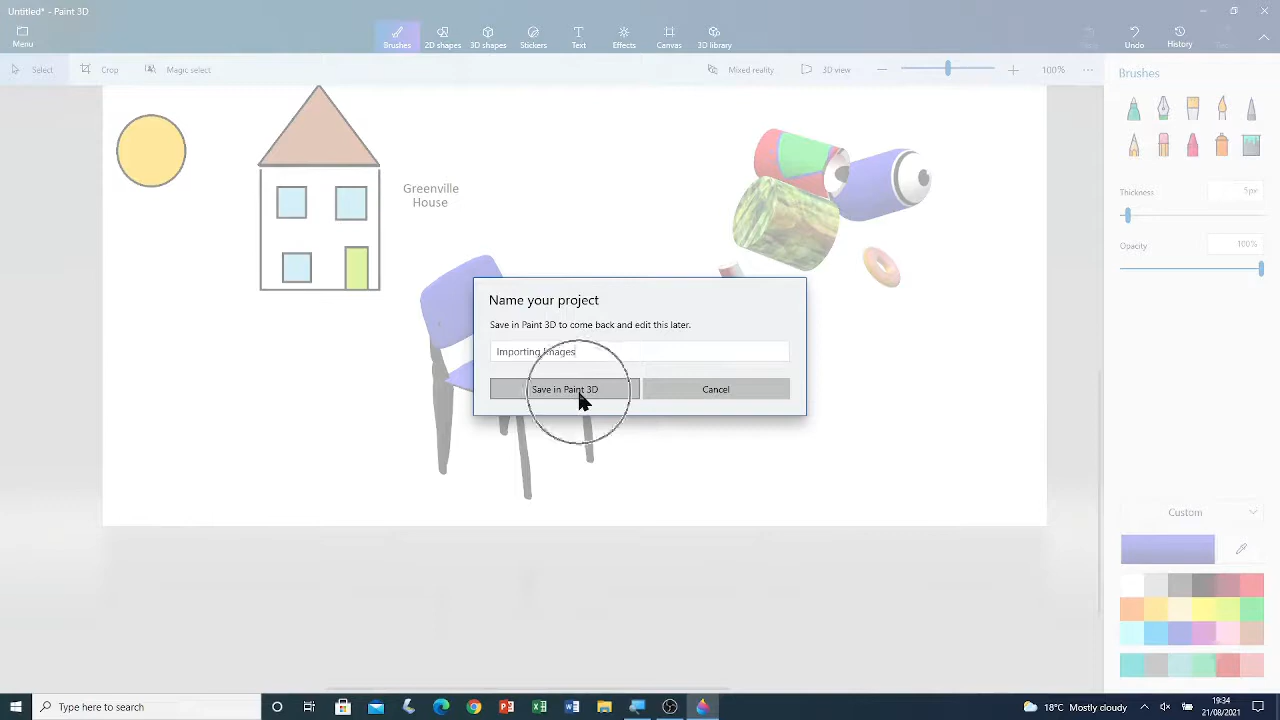 Untitled* - Paint 3D
Menu
Brushes
2D shapes
3D shapes
Stickers
Text
Effects
Canvas
3D library
Undo
History
Select
Crop
Magic select
Mixed reality
3D view
100%
Brushes
Thickness
5px
Opacity
100%
Greenville
House
Name your project
Save in Paint 3D to come back and edit this later.
Importing Images
Save in Paint 3D
Cancel
Custom
Type here to search
18°C Mostly cloudy
19:34
21/08/2021